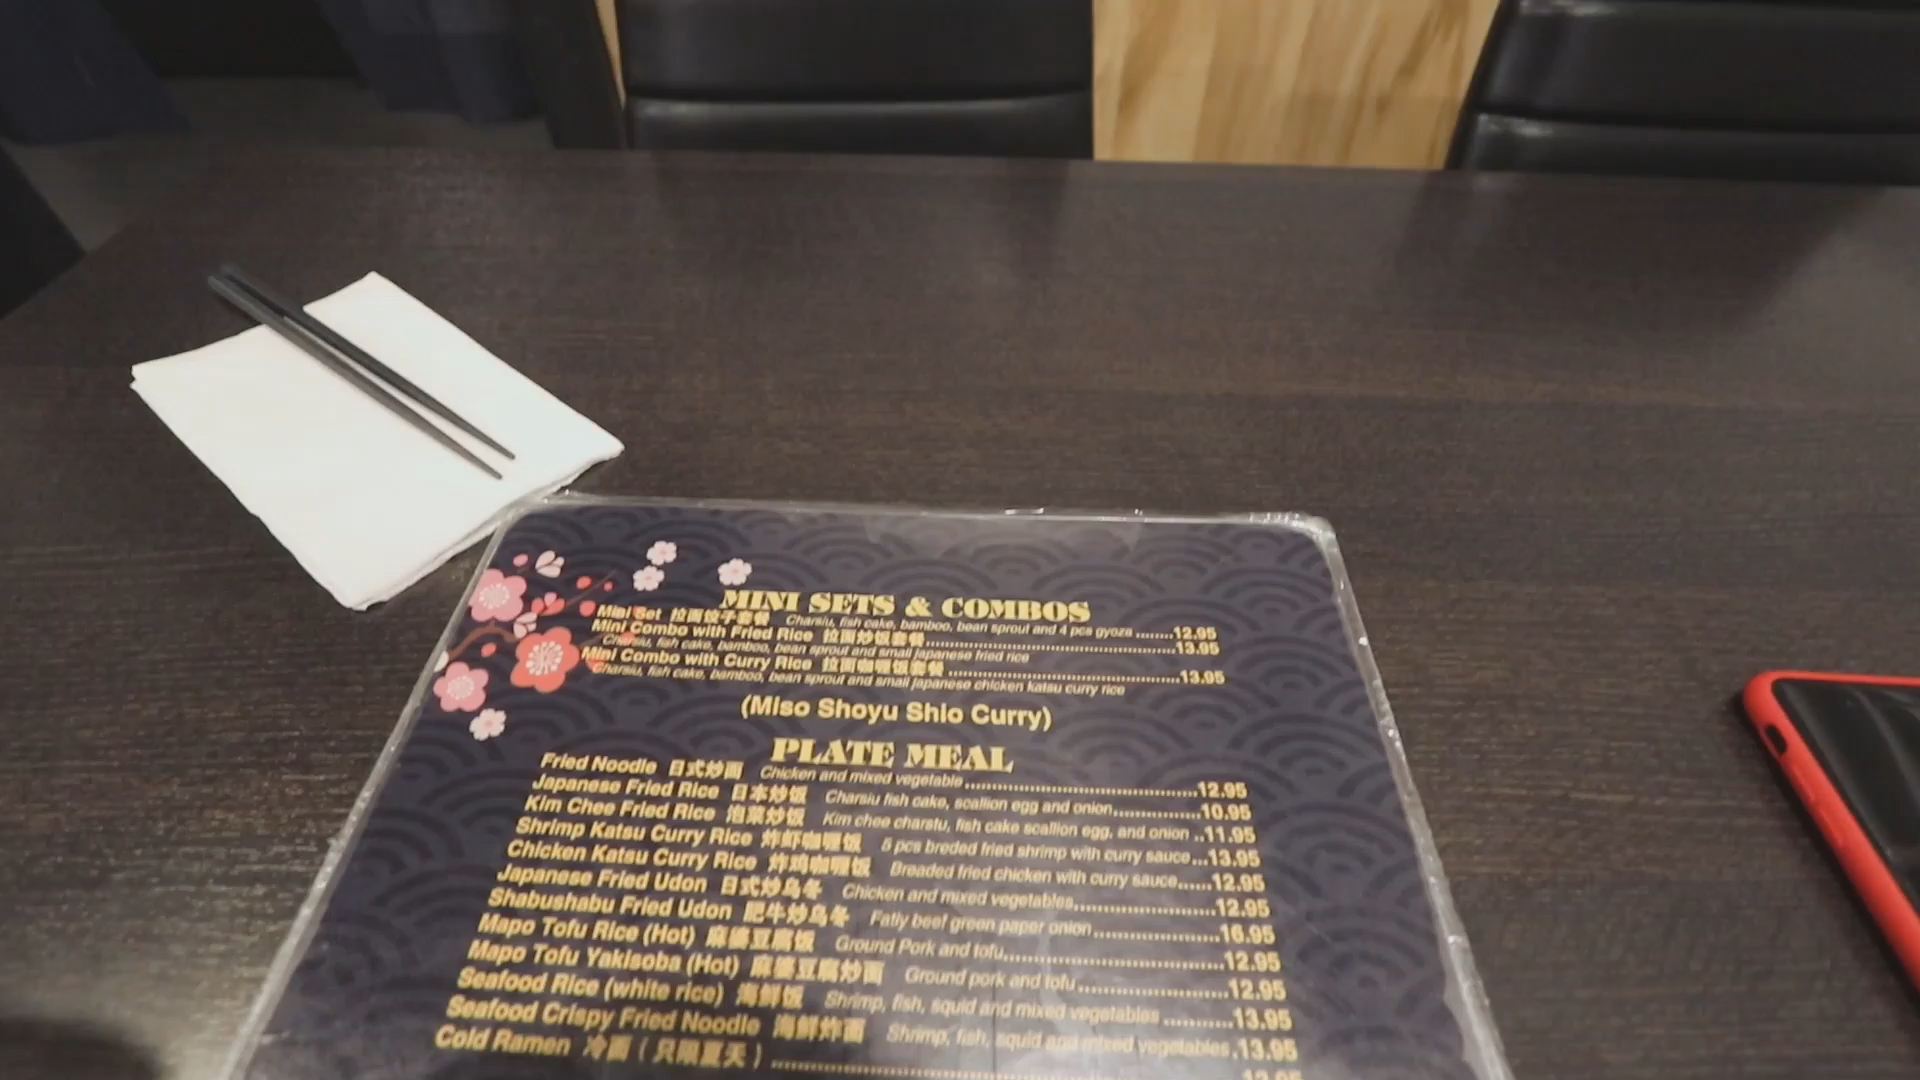 MINI SETS & COMBOS
Mini Set 拉面饺子套餐 Charsiu, fish cake, bamboo, bean sprout and 4 pcs gyoza ........12.95
Mini Combo with Fried Rice 拉面炒饭套餐..........................................13.95
Charsiu, fish cake, bamboo, bean sprout and small japanese fried rice
Mini Combo with Curry Rice 拉面咖喱饭套餐 .......................................13.95
Charsiu, fish cake, bamboo, bean sprout and small japanese chicken katsu curry rice
(Miso Shoyu Shio Curry)
PLATE MEAL
Fried Noodle 日式炒面 Chicken and mixed vegetable.......................................12.95
Japanese Fried Rice 日本炒饭 Charsiu fish cake, scallion egg and onion..............10.95
Kim Chee Fried Rice 泡菜炒饭 Kim chee charstu, fish cake scallion egg, and onion ..11.95
Shrimp Katsu Curry Rice 炸虾咖喱饭 5 pcs breded fried shrimp with curry sauce...13.95
Chicken Katsu Curry Rice 炸鸡咖喱饭 Breaded fried chicken with curry sauce......12.95
Japanese Fried Udon 日式炒乌冬 Chicken and mixed vegetables........................12.95
Shabushabu Fried Udon 肥牛炒乌冬 Fatly beef green paper onion.....................16.95
Mapo Tofu Rice (Hot) 麻婆豆腐饭 Ground Pork and tofu....................................12.95
Mapo Tofu Yakisoba (Hot) 麻婆豆腐炒面 Ground pork and tofu.........................12.95
Seafood Rice (white rice) 海鲜饭 Shrimp, fish, squid and mixed vegetables ...........13.95
Seafood Crispy Fried Noodle 海鲜炸面 Shrimp, fish, squid and mixed vegetables.13.95
Cold Ramen 冷面 ( 只限夏天 ) ..............................................................